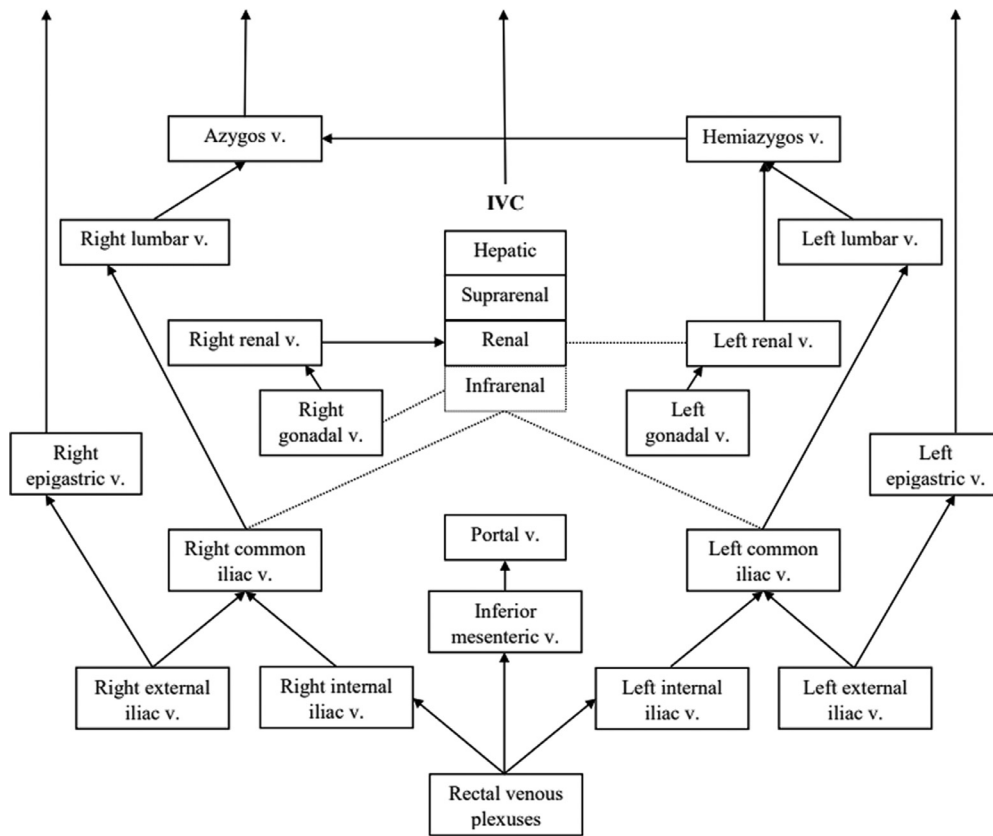 Azygos v.
Hemiazygos v.
IVC
Right lumbar v.
Hepatic
Left lumbar v.
Suprarenal
Right renal v.
Renal
Left renal v.
Infrarenal
Right
gonadal v.
Left
gonadal v.
Right
epigastric v.
Left
epigastric v.
Right common
iliac v.
Portal v.
Left common
iliac v.
Inferior
mesenteric v.
Right external
iliac v.
Right internal
iliac v.
Left internal
iliac v.
Left external
iliac v.
Rectal venous
plexuses